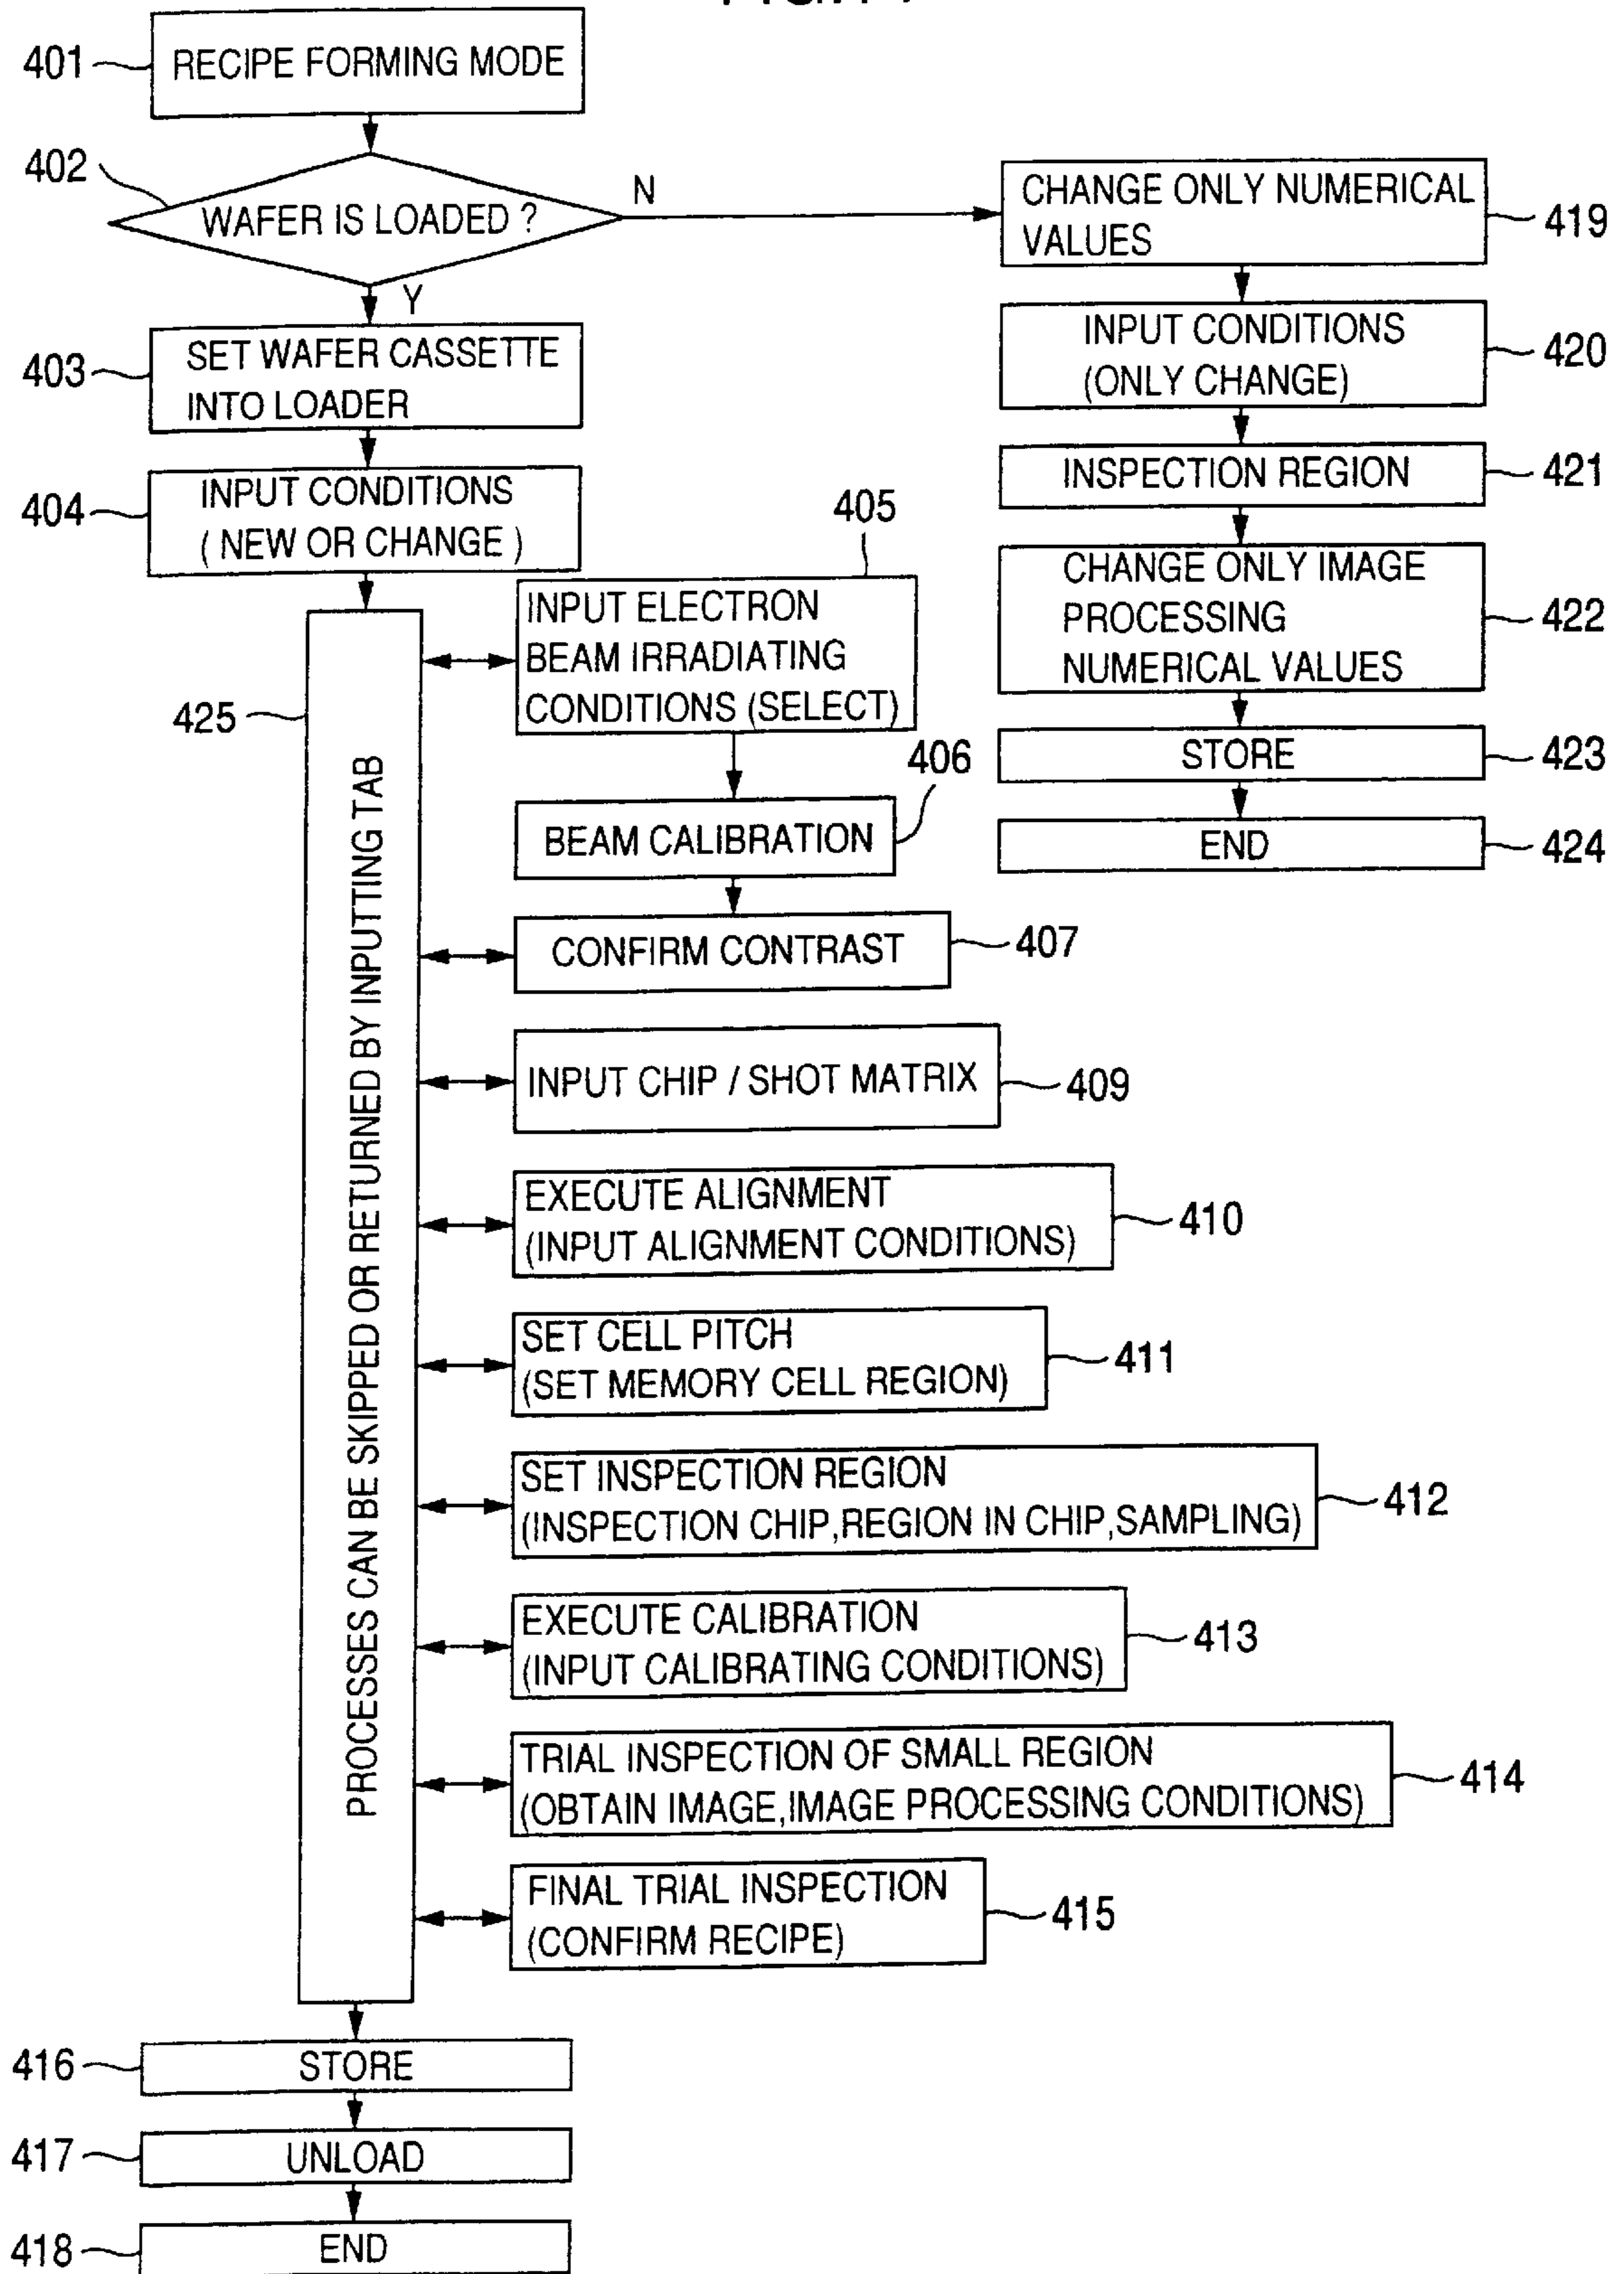 401
RECIPE FORMING MODE
402
WAFER IS LOADED ?
N
Y
403
SET WAFER CASSETTE
INTO LOADER
404
INPUT CONDITIONS
( NEW OR CHANGE )
425
PROCESSES CAN BE SKIPPED OR RETURNED BY INPUTTING TAB
405
INPUT ELECTRON
BEAM IRRADIATING
CONDITIONS (SELECT)
406
BEAM CALIBRATION
CONFIRM CONTRAST
407
INPUT CHIP / SHOT MATRIX
409
EXECUTE ALIGNMENT
(INPUT ALIGNMENT CONDITIONS)
410
SET CELL PITCH
(SET MEMORY CELL REGION)
411
SET INSPECTION REGION
(INSPECTION CHIP,REGION IN CHIP,SAMPLING)
412
EXECUTE CALIBRATION
(INPUT CALIBRATING CONDITIONS)
413
TRIAL INSPECTION OF SMALL REGION
(OBTAIN IMAGE,IMAGE PROCESSING CONDITIONS)
414
FINAL TRIAL INSPECTION
(CONFIRM RECIPE)
415
416
STORE
417
UNLOAD
418
END
CHANGE ONLY NUMERICAL
VALUES
419
INPUT CONDITIONS
(ONLY CHANGE)
420
INSPECTION REGION
421
CHANGE ONLY IMAGE
PROCESSING
NUMERICAL VALUES
422
STORE
423
END
424